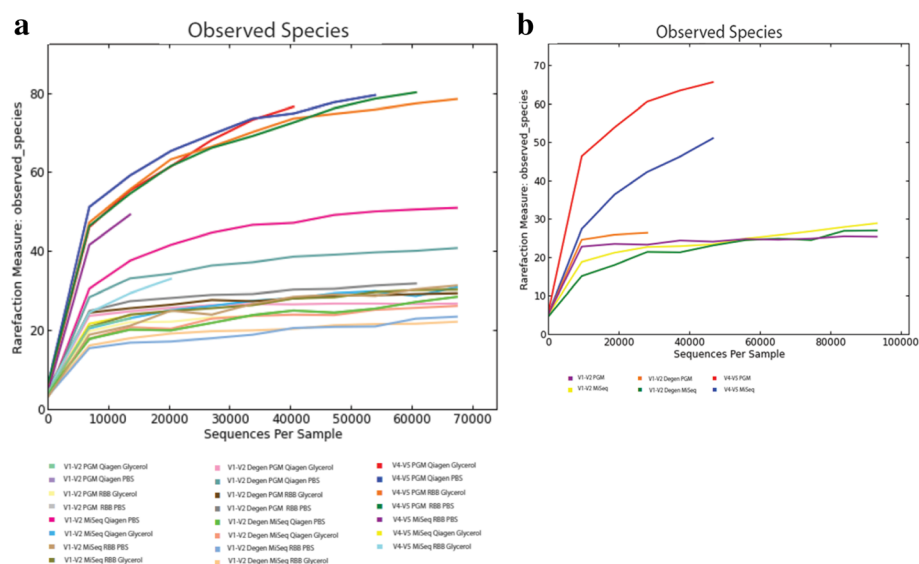 a
Observed Species
Rarefaction Measure: observed_species
80
60
40
20
0
0 10000 20000 30000 40000 50000 60000 70000
Sequences Per Sample
V1-V2 PGM Qiagen Glycerol
V1-V2 PGM Qiagen PBS
V1-V2 PGM RBB Glycerol
V1-V2 PGM RBB PBS
V1-V2 MiSeq Qiagen PBS
V1-V2 MiSeq Qiagen Glycerol
V1-V2 MiSeq RBB PBS
V1-V2 MiSeq RBB Glycerol
V1-V2 Degen PGM Qiagen Glycerol
V1-V2 Degen PGM Qiagen PBS
V1-V2 Degen PGM RBB Glycerol
V1-V2 Degen PGM RBB PBS
V1-V2 Degen MiSeq Qiagen PBS
V1-V2 Degen MiSeq Qiagen Glycerol
V1-V2 Degen MiSeq RBB PBS
V1-V2 Degen MiSeq RBB Glycerol
V4-V5 PGM Qiagen Glycerol
V4-V5 PGM Qiagen PBS
V4-V5 PGM RBB Glycerol
V4-V5 PGM RBB PBS
V4-V5 MiSeq RBB PBS
V4-V5 MiSeq Qiagen Glycerol
V4-V5 MiSeq RBB Glycerol
b
Observed Species
Rarefaction Measure: observed_species
70
60
50
40
30
20
10
0
0 20000 40000 60000 80000 100000
Sequences Per Sample
V1-V2 PGM
V1-V2 MiSeq
V1-V2 Degen PGM
V1-V2 Degen MiSeq
V4-V5 PGM
V4-V5 MiSeq